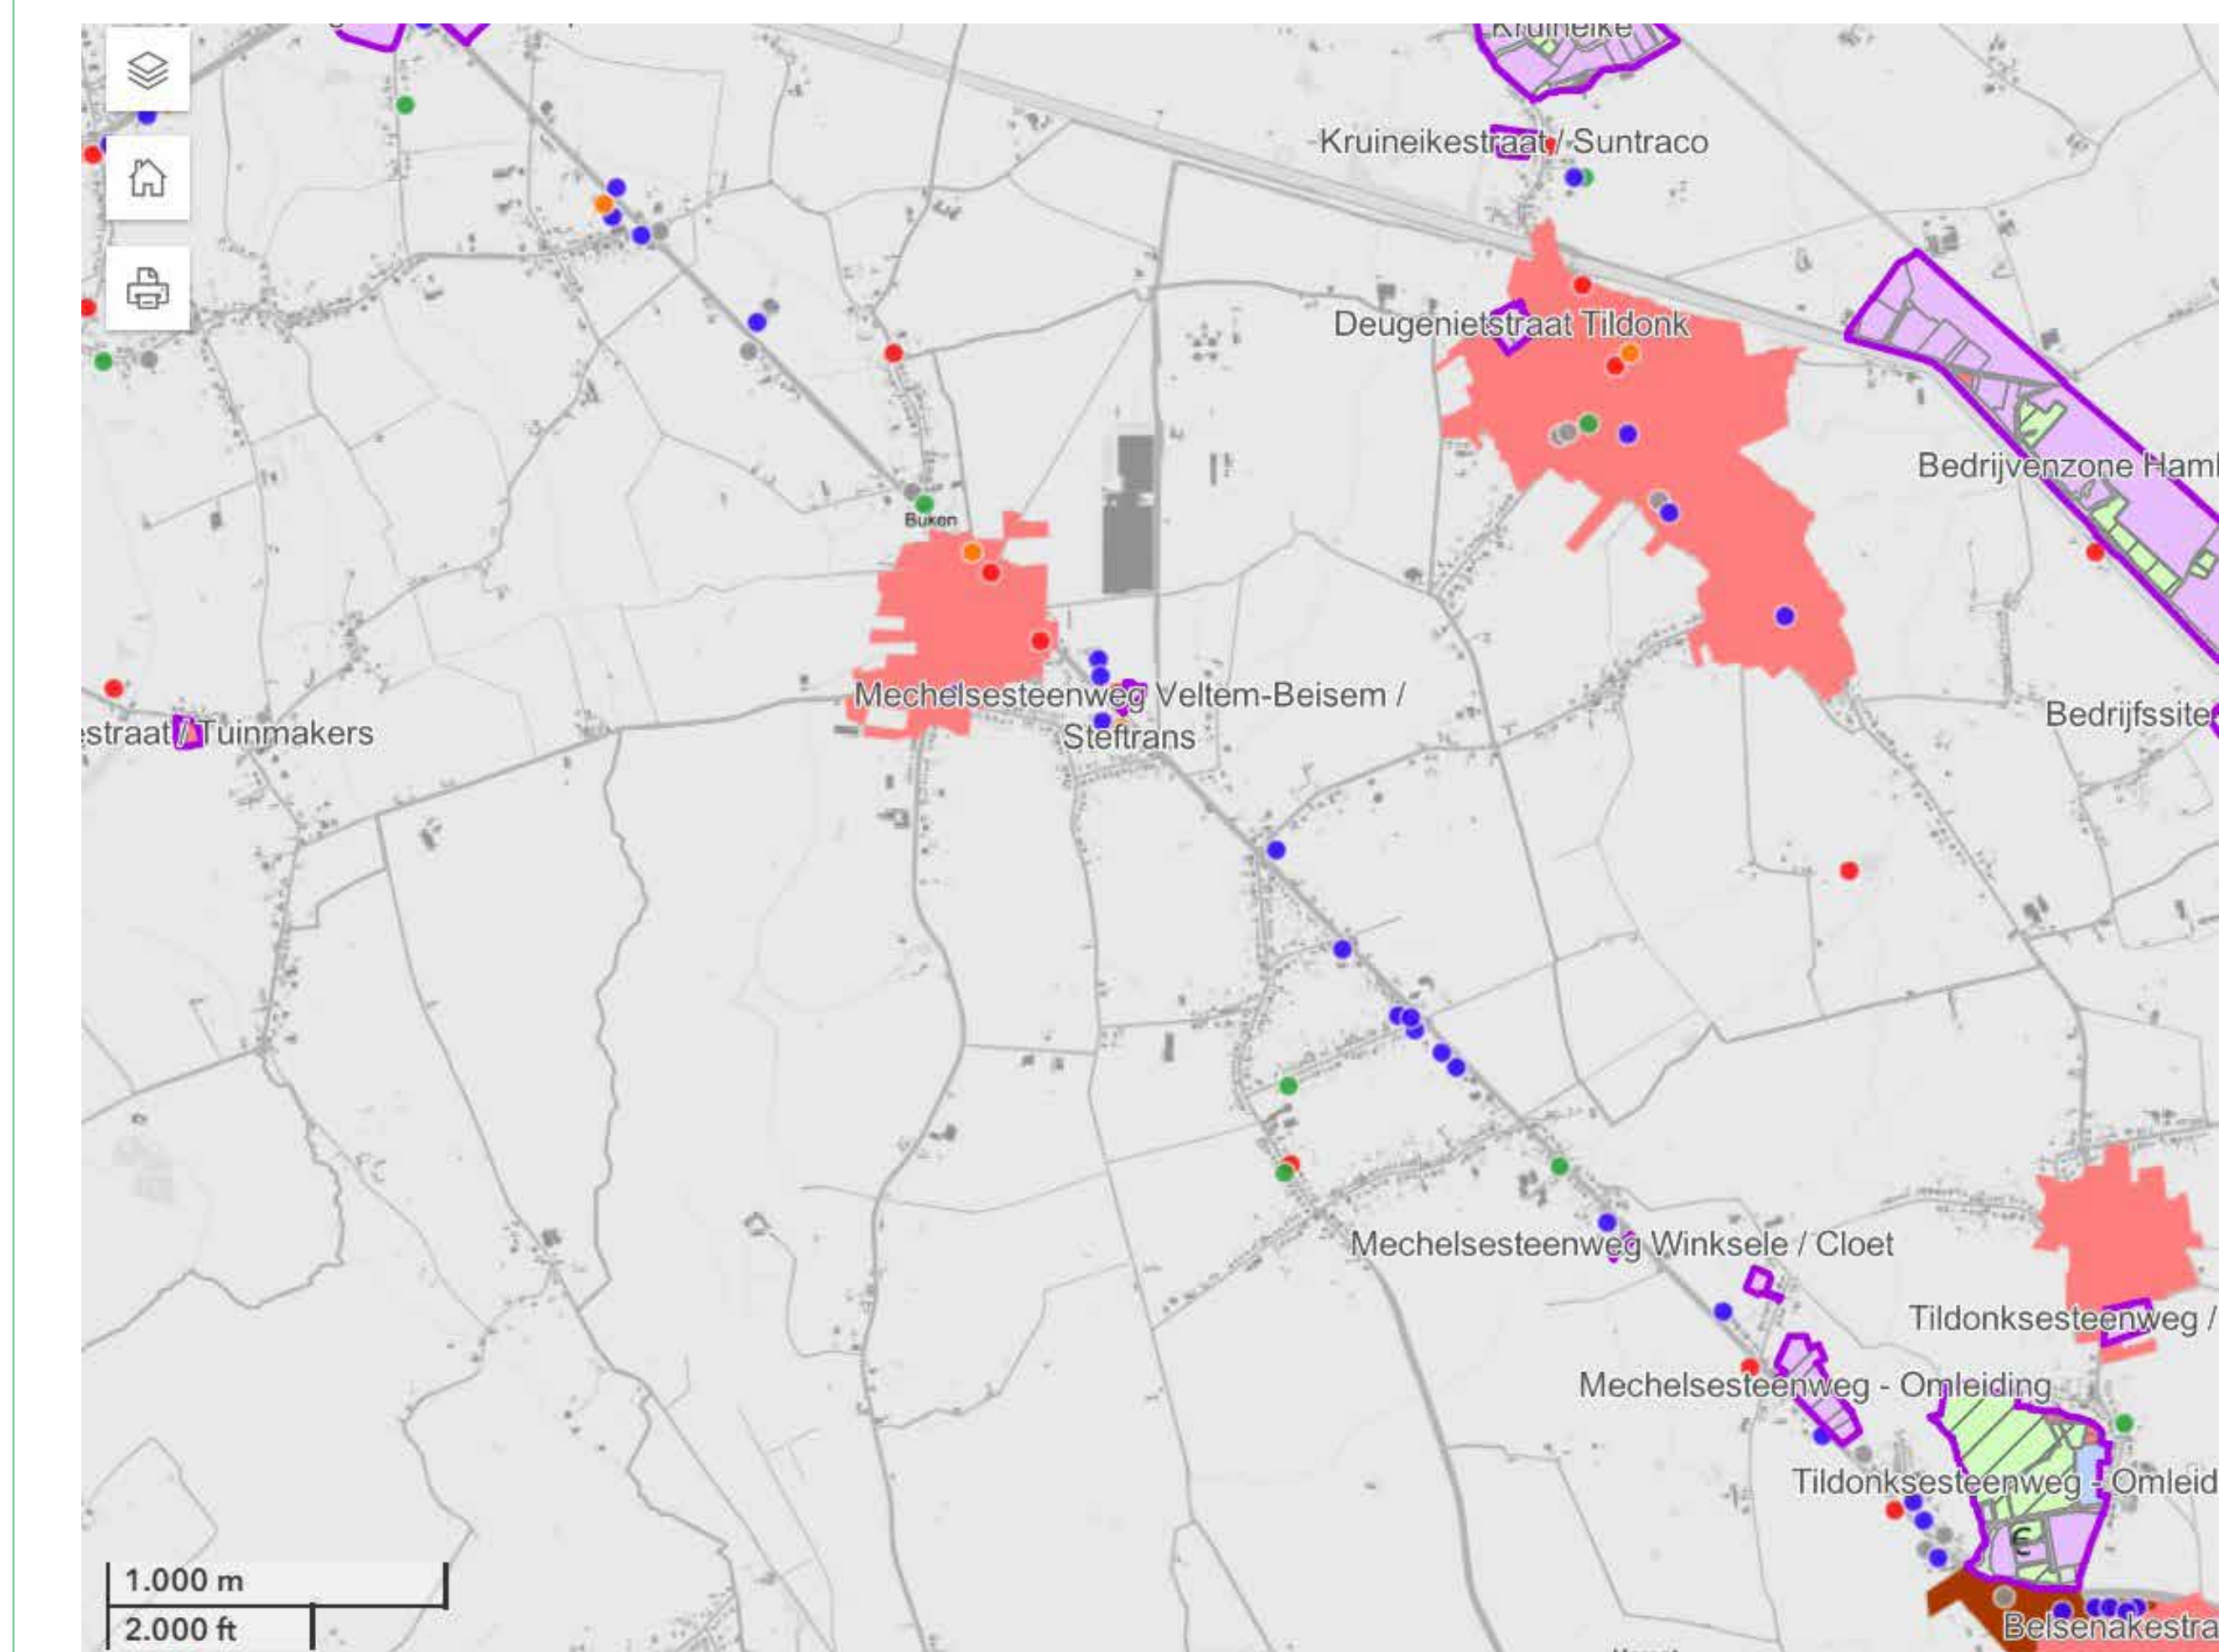 Kruineike
Kruineikestraat / Suntraco
Deugenietstraat Tildonk
Bedrijvenzone Ham
Buken
Mechelsesteenweg Veltem-Beisem /
Steftrans
straat / Tuinmakers
Bedrijfssite
Mechelsesteenweg Winksele / Cloet
Tildonksesteenweg /
Mechelsesteenweg - Omleiding
Tildonksesteenweg - Omleid
€
1.000 m
2.000 ft
Belsenakestra